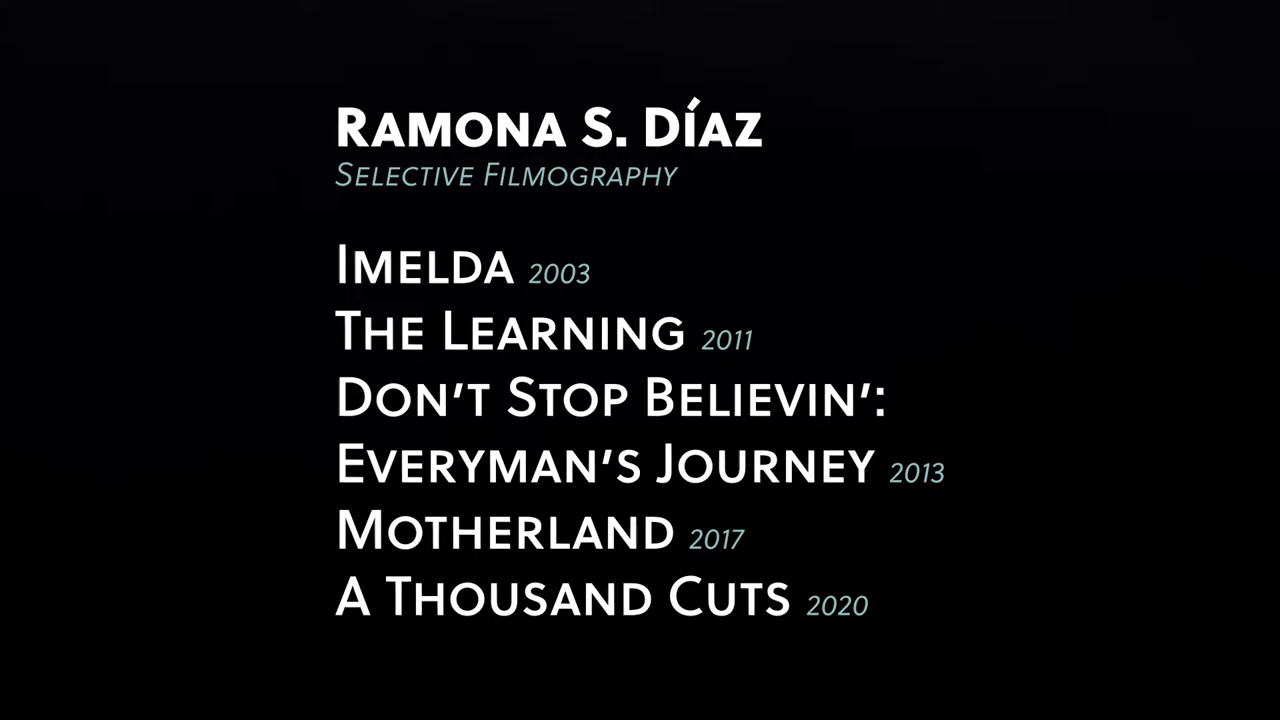 Ramona S. Díaz
Selective Filmography
Imelda 2003
The Learning 2011
Don't Stop Believin':
Everyman's Journey 2013
Motherland 2017
A Thousand Cuts 2020